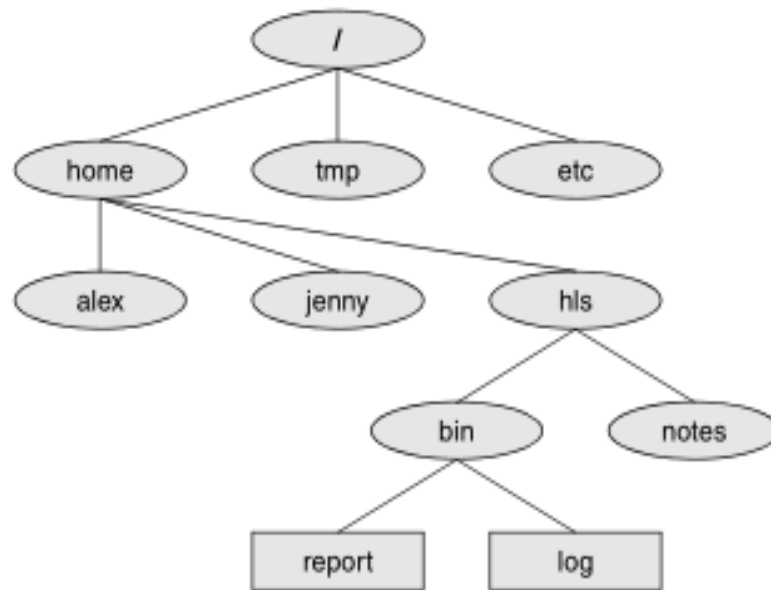 /
home tmp etc
alex jenny hls
bin notes
report log